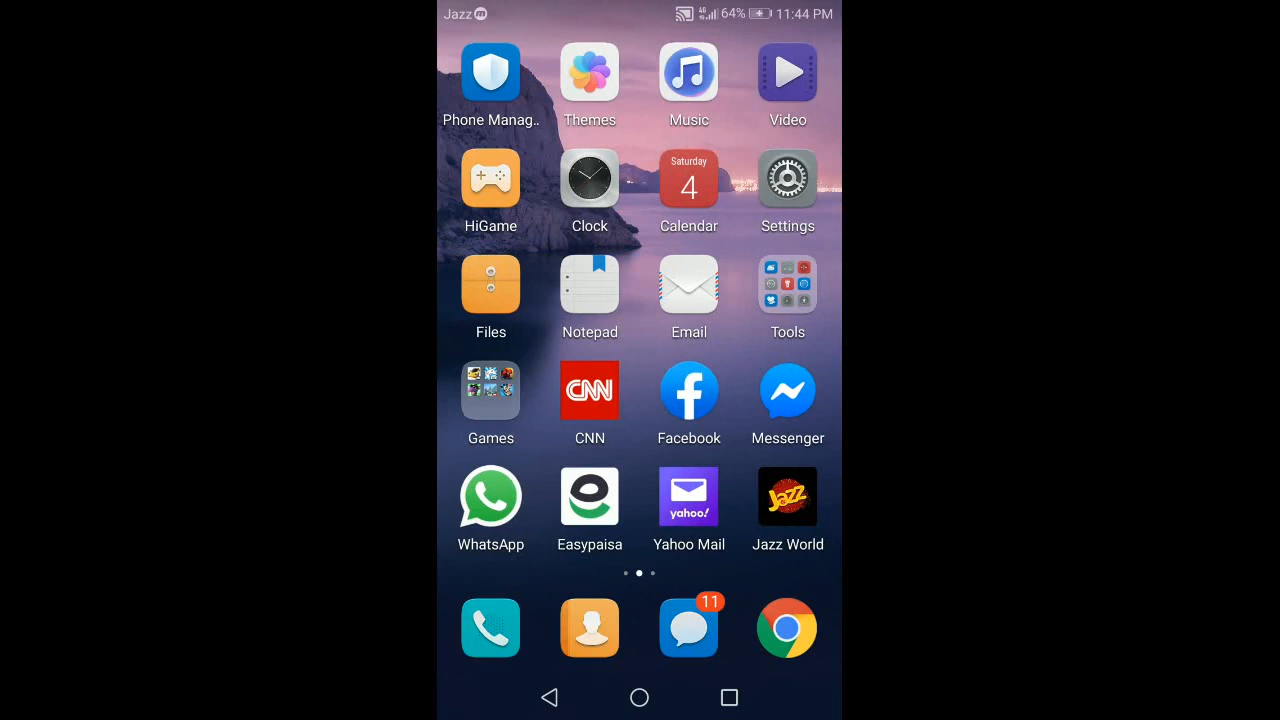 Jazz 4G 64% 11:44 PM
Phone Manag.. Themes Music Video
Saturday
4
HiGame Clock Calendar Settings
Files Notepad Email Tools
CNN
Games CNN Facebook Messenger
yahoo! Jazz
WhatsApp Easypaisa Yahoo Mail Jazz World
11